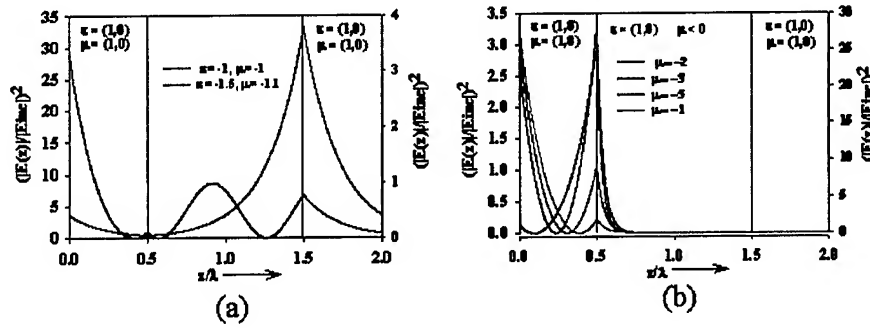 35
30
25
20
15
10
5
0
(|E(z)|/|Einc|)²
ε = (1,0)
μ = (1,0)
ε = -1, μ = -1
ε = -1.5, μ = -11
ε = (1,0)
μ = (1,0)
4
3
2
1
0
(|E(z)|/|Einc|)²
0.0
0.5
1.0
1.5
2.0
z/λ
(a)
(b)
3.5
3.0
2.5
2.0
1.5
1.0
0.5
0.0
(|E(z)|/|Einc|)²
ε = (1,0)
μ = (1,0)
ε = (1,0) μ < 0
μ = -2
μ = -3
μ = -5
μ = -1
ε = (1,0)
μ = (1,0)
30
25
20
15
10
5
0
(|E(z)|/|Einc|)²
0.0
0.5
1.0
1.5
2.0
z/λ